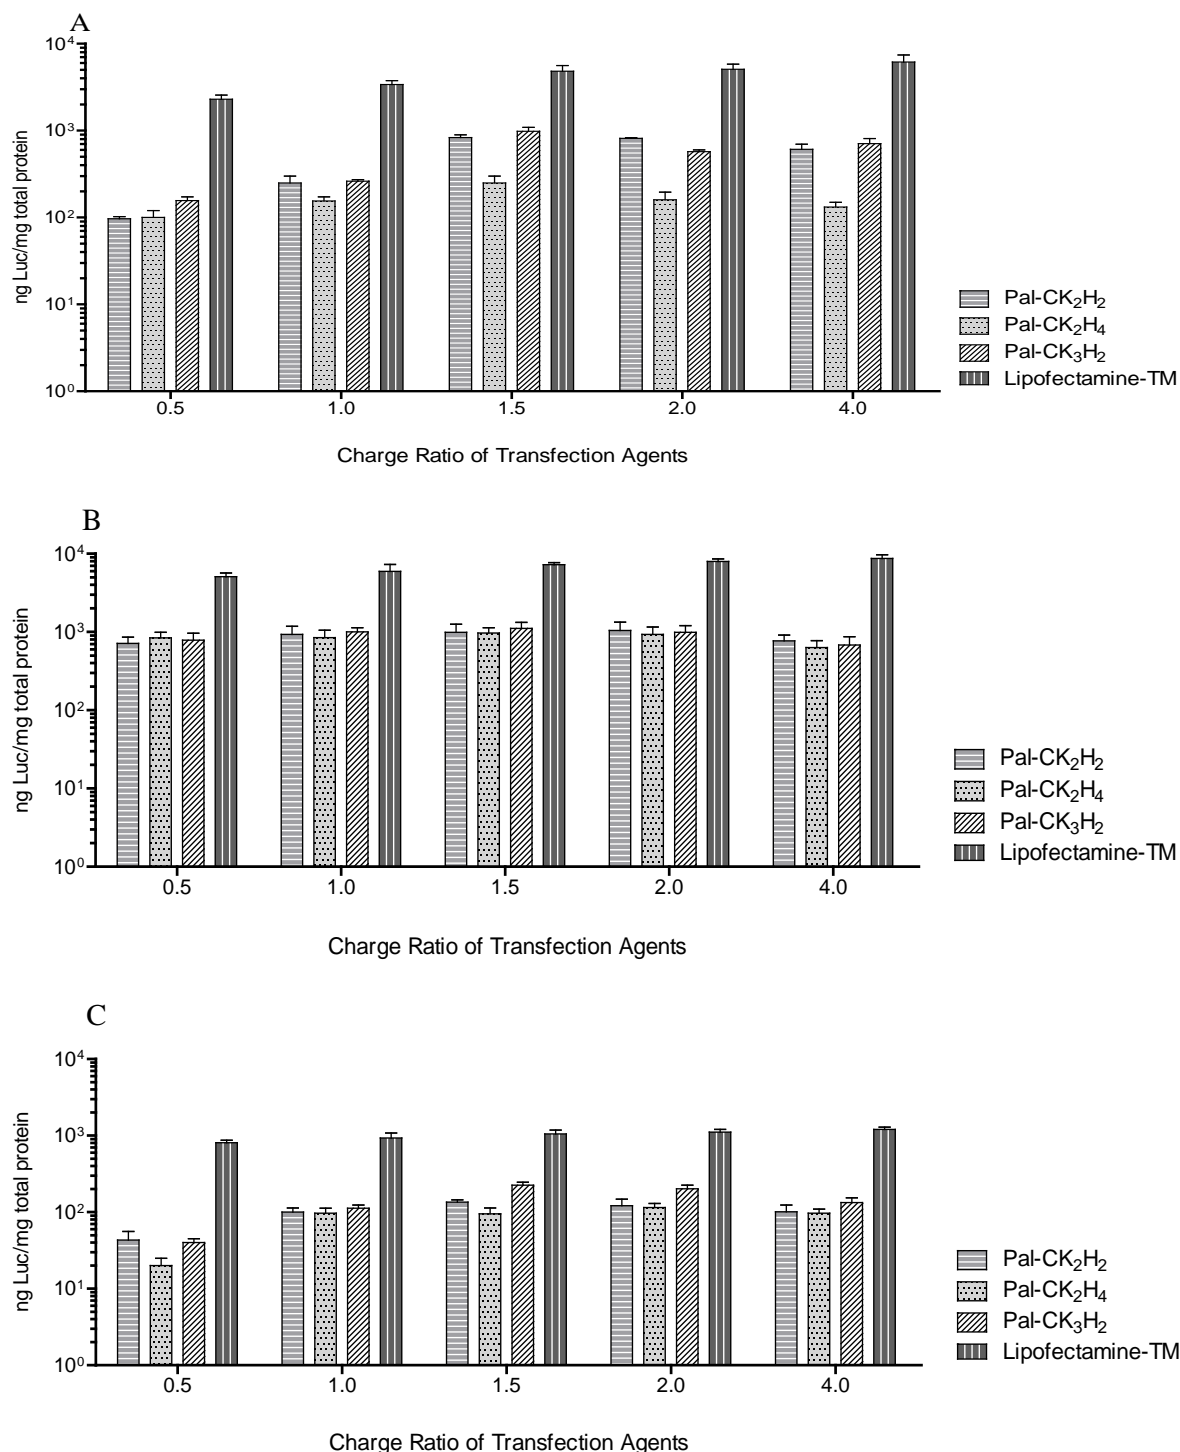 A
ng Luc/mg total protein
10⁴
10³
10²
10¹
10⁰
0.5 1.0 1.5 2.0 4.0
Charge Ratio of Transfection Agents
Pal-CK₂H₂
Pal-CK₂H₄
Pal-CK₃H₂
Lipofectamine-TM
B
ng Luc/mg total protein
10⁴
10³
10²
10¹
10⁰
0.5 1.0 1.5 2.0 4.0
Charge Ratio of Transfection Agents
Pal-CK₂H₂
Pal-CK₂H₄
Pal-CK₃H₂
Lipofectamine-TM
C
ng Luc/mg total protein
10⁴
10³
10²
10¹
10⁰
0.5 1.0 1.5 2.0 4.0
Charge Ratio of Transfection Agents
Pal-CK₂H₂
Pal-CK₂H₄
Pal-CK₃H₂
Lipofectamine-TM